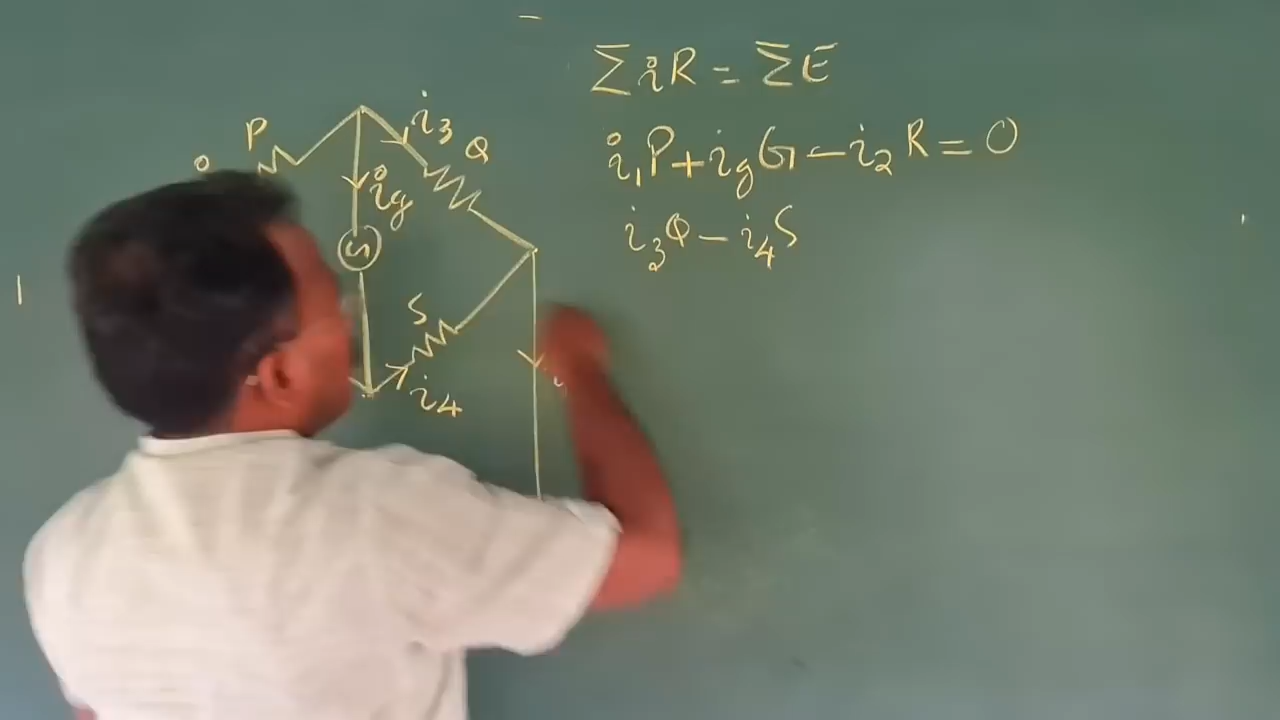 ΣiR = ΣE
i₁P + i_gG – i₂R = 0
i₃Q – i₄S
P
i₃
Q
i_g
G
S
i₄